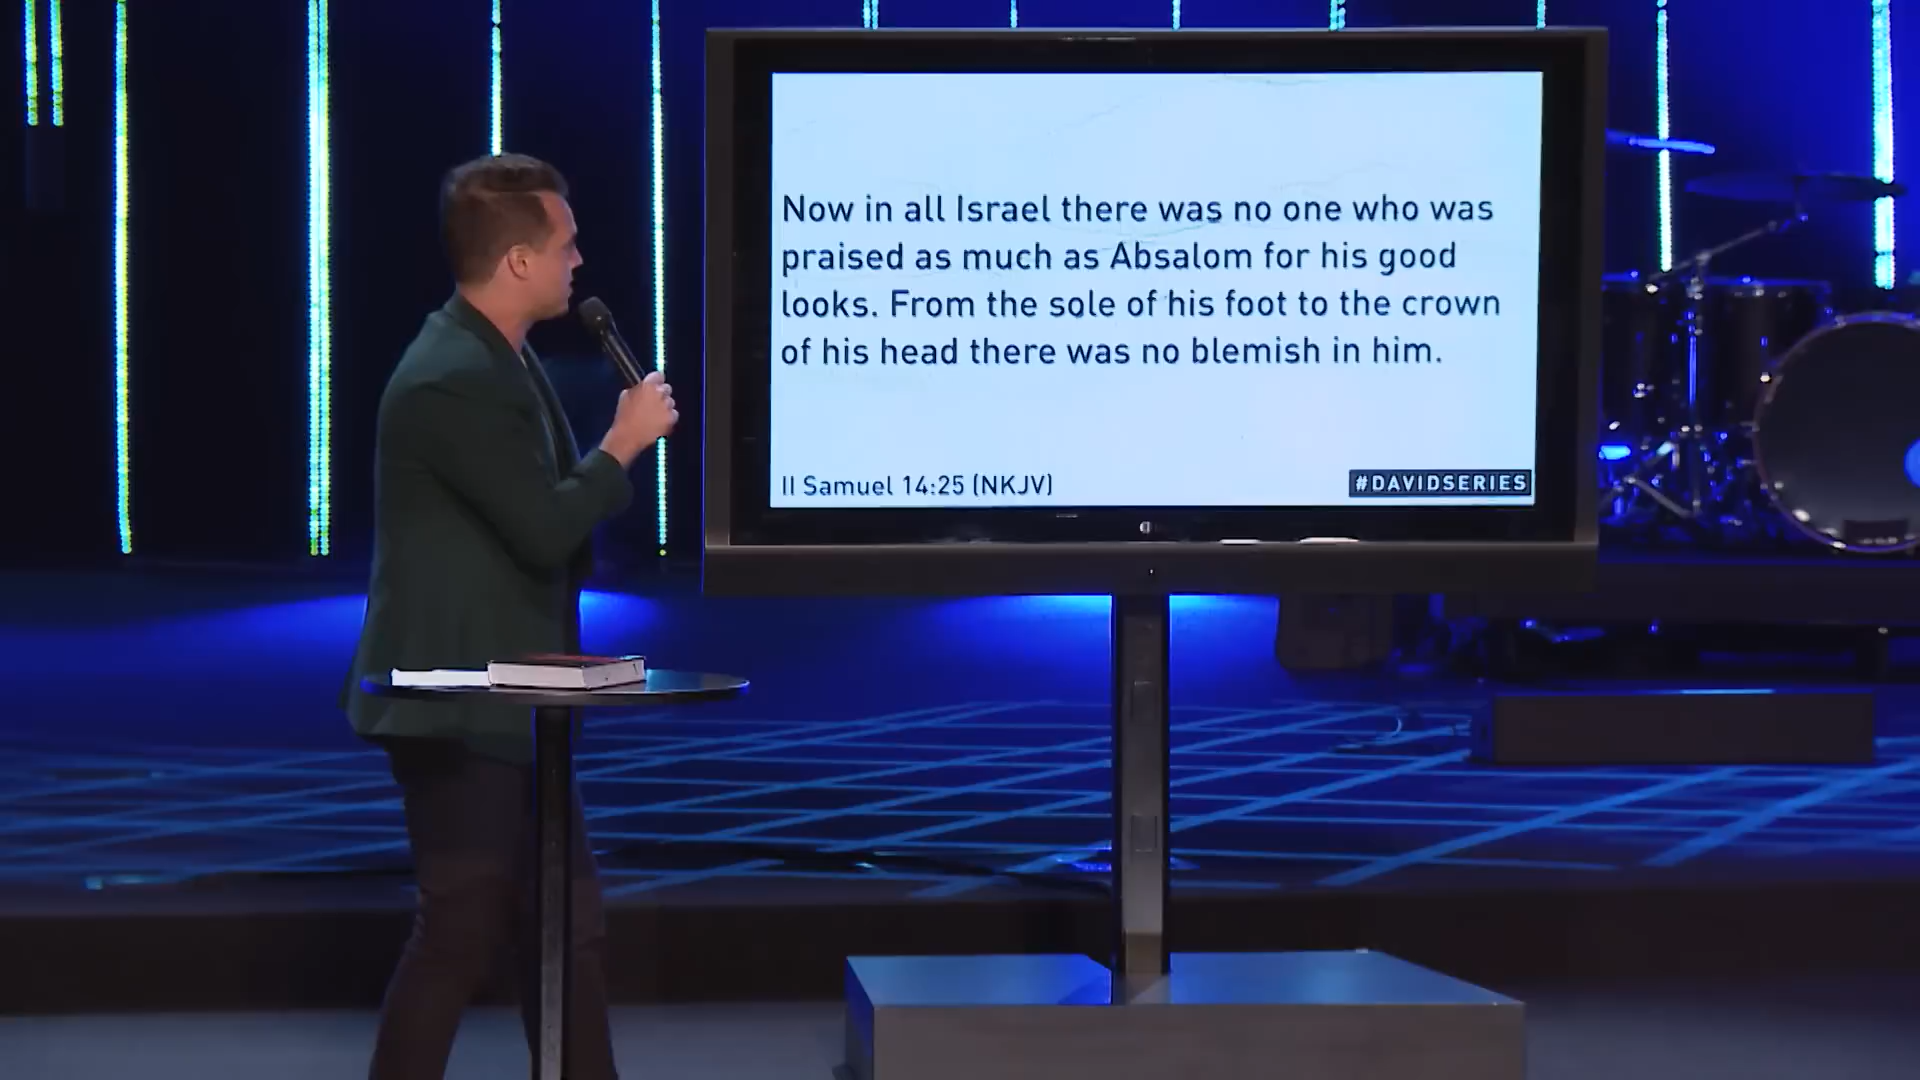 Now in all Israel there was no one who was
praised as much as Absalom for his good
looks. From the sole of his foot to the crown
of his head there was no blemish in him.
II Samuel 14:25 (NKJV)
#DAVIDSERIES